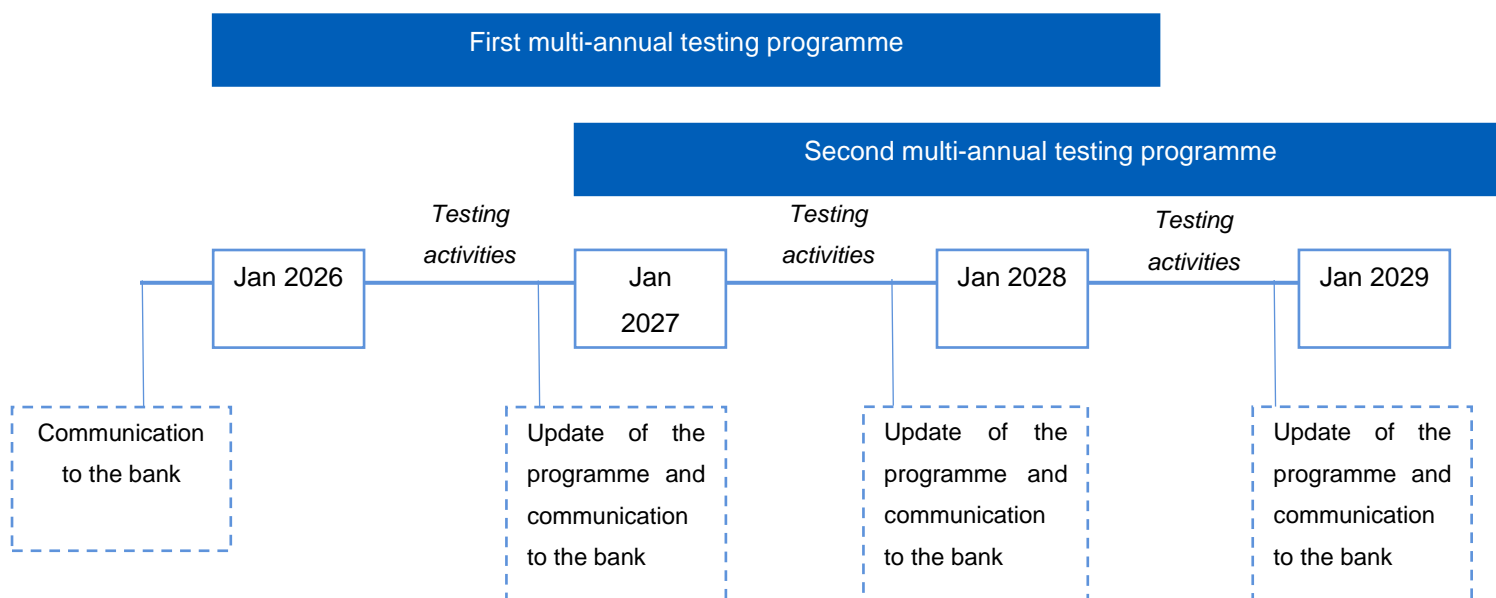 First multi-annual testing programme
Second multi-annual testing programme
Testing
activities
Testing
activities
Testing
activities
Jan 2026
Jan
2027
Jan 2028
Jan 2029
Communication
to the bank
Update of the
programme and
communication
to the bank
Update of the
programme and
communication
to the bank
Update of the
programme and
communication
to the bank